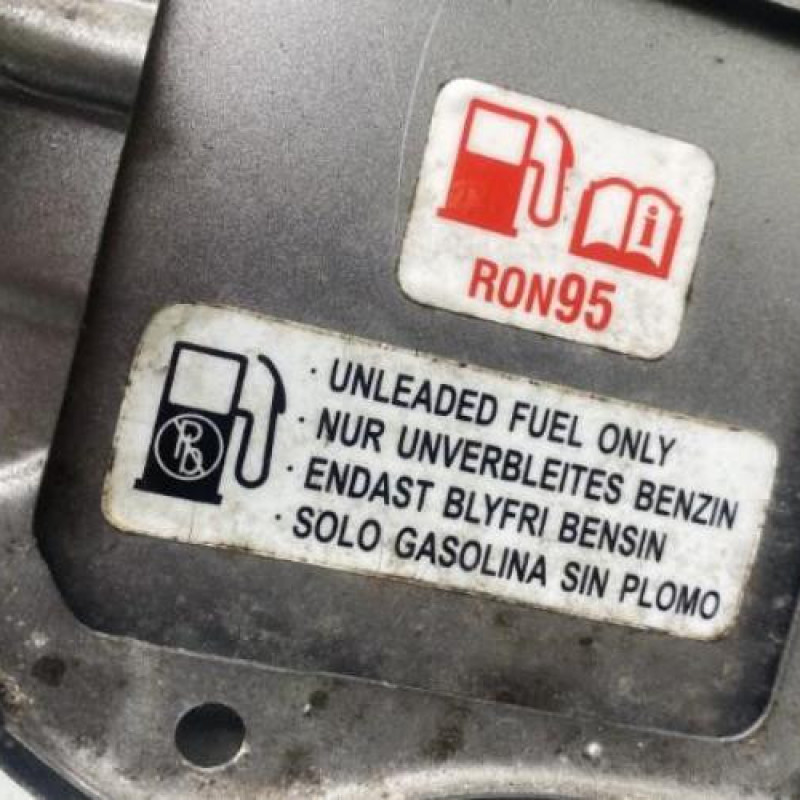 RON95
· UNLEADED FUEL ONLY
· NUR UNVERBLEITES BENZIN
· ENDAST BLYFRI BENSIN
· SOLO GASOLINA SIN PLOMO